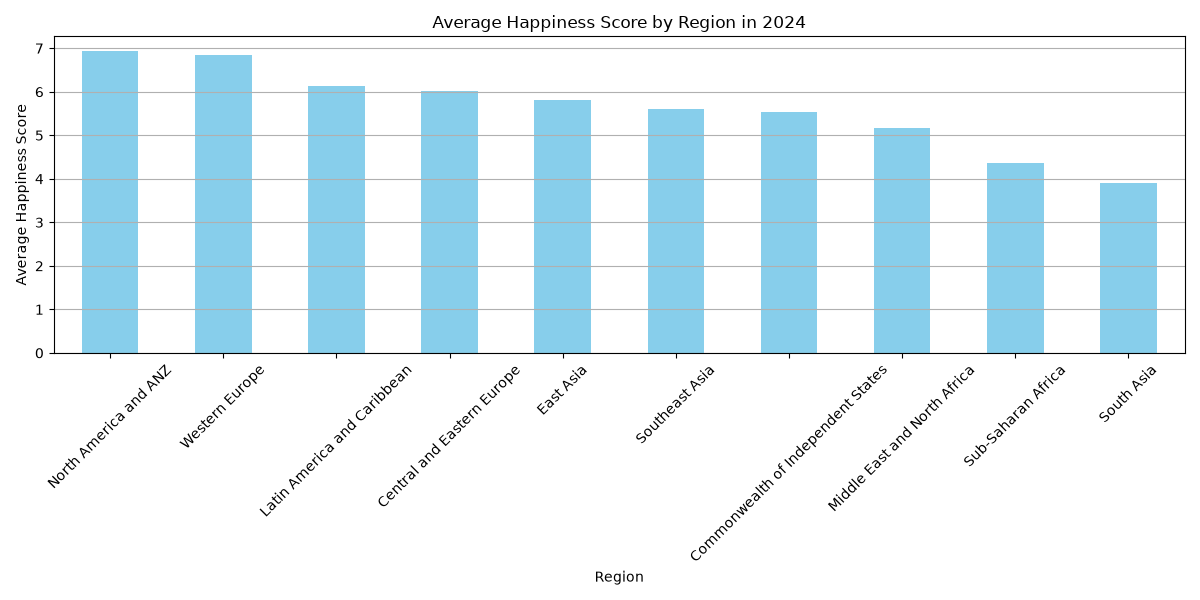 Average Happiness Score by Region in 2024
Average Happiness Score
7
6
5
4
3
2
1
0
North America and ANZ
Western Europe
Latin America and Caribbean
Central and Eastern Europe
East Asia
Southeast Asia
Commonwealth of Independent States
Middle East and North Africa
Sub-Saharan Africa
South Asia
Region